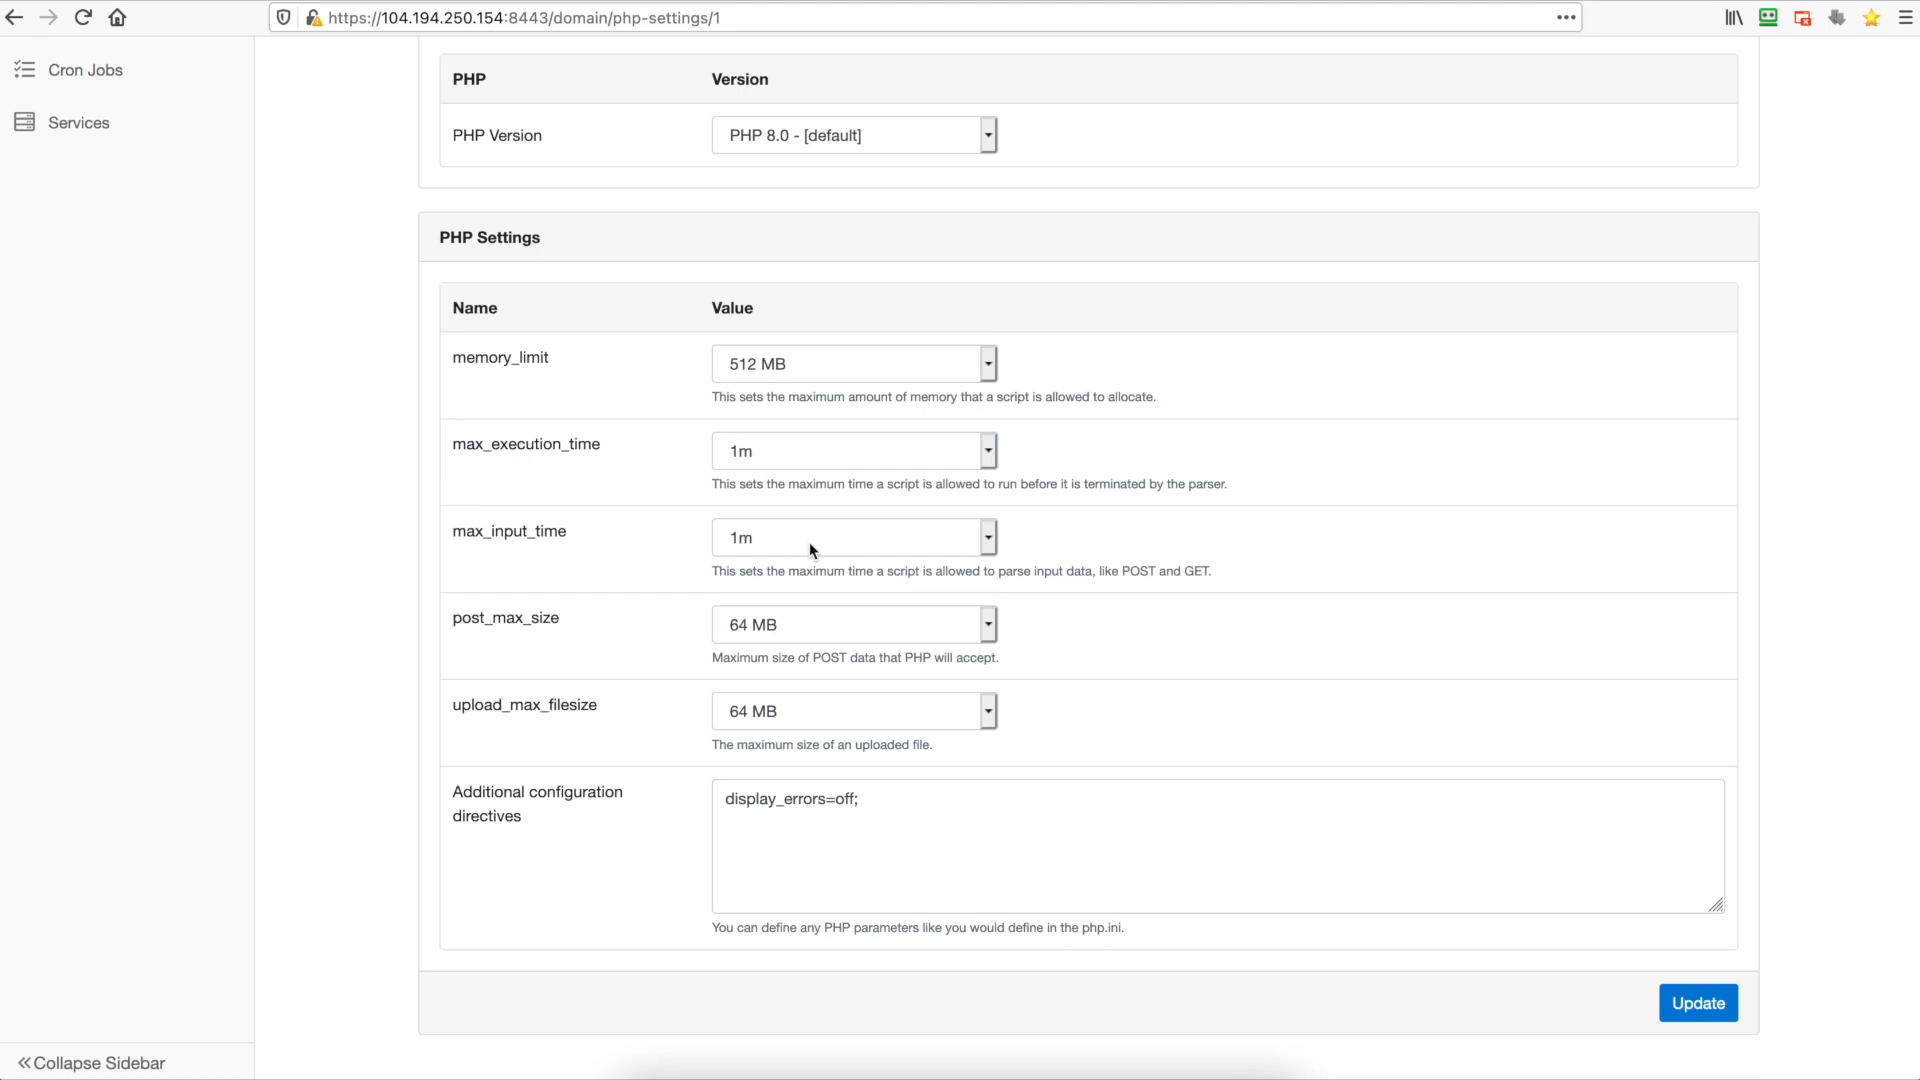 https://104.194.250.154:8443/domain/php-settings/1
Cron Jobs
Services
PHP Version
PHP Version PHP 8.0 - [default]
PHP Settings
Name Value
memory_limit 512 MB
This sets the maximum amount of memory that a script is allowed to allocate.
max_execution_time 1m
This sets the maximum time a script is allowed to run before it is terminated by the parser.
max_input_time 1m
This sets the maximum time a script is allowed to parse input data, like POST and GET.
post_max_size 64 MB
Maximum size of POST data that PHP will accept.
upload_max_filesize 64 MB
The maximum size of an uploaded file.
Additional configuration
directives
display_errors=off;
You can define any PHP parameters like you would define in the php.ini.
Update
Collapse Sidebar